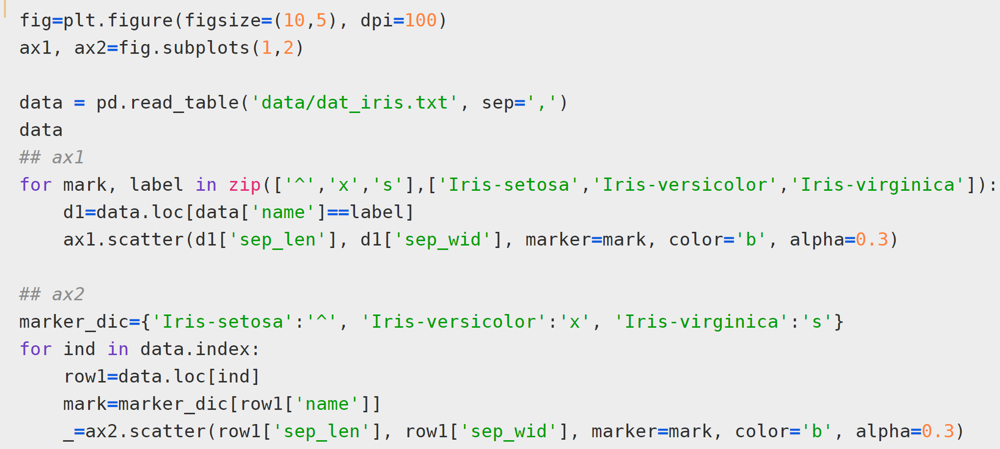 fig=plt.figure(figsize=(10,5), dpi=100)
ax1, ax2=fig.subplots(1,2)
data = pd.read_table('data/dat_iris.txt', sep=',')
data
## ax1
for mark, label in zip(['^','x','s'],['Iris-setosa','Iris-versicolor','Iris-virginica']):
    d1=data.loc[data['name']==label]
    ax1.scatter(d1['sep_len'], d1['sep_wid'], marker=mark, color='b', alpha=0.3)
## ax2
marker_dic={'Iris-setosa':'^', 'Iris-versicolor':'x', 'Iris-virginica':'s'}
for ind in data.index:
    row1=data.loc[ind]
    mark=marker_dic[row1['name']]
    _=ax2.scatter(row1['sep_len'], row1['sep_wid'], marker=mark, color='b', alpha=0.3)